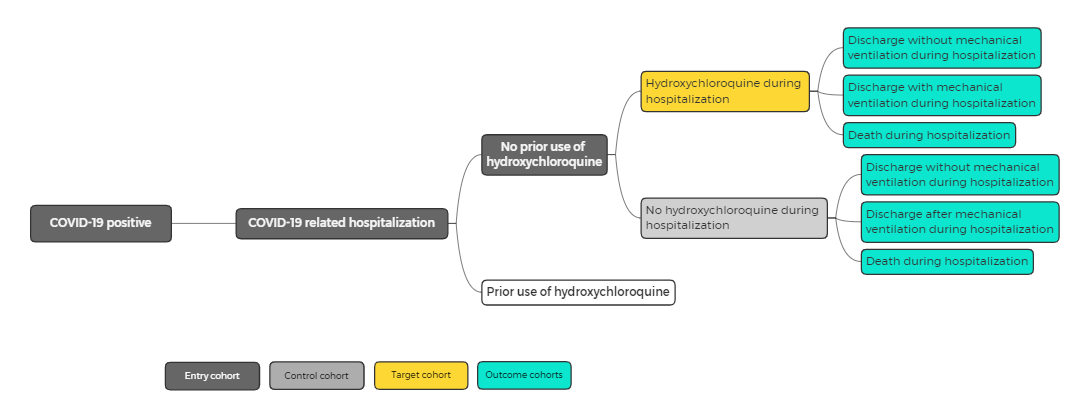 COVID-19 positive
COVID-19 related hospitalization
No prior use of
hydroxychloroquine
Prior use of hydroxychloroquine
Hydroxychloroquine during
hospitalization
No hydroxychloroquine during
hospitalization
Discharge without mechanical
ventilation during hospitalization
Discharge with mechanical
ventilation during hospitalization
Death during hospitalization
Discharge without mechanical
ventilation during hospitalization
Discharge after mechanical
ventilation during hospitalization
Death during hospitalization
Entry cohort
Control cohort
Target cohort
Outcome cohorts